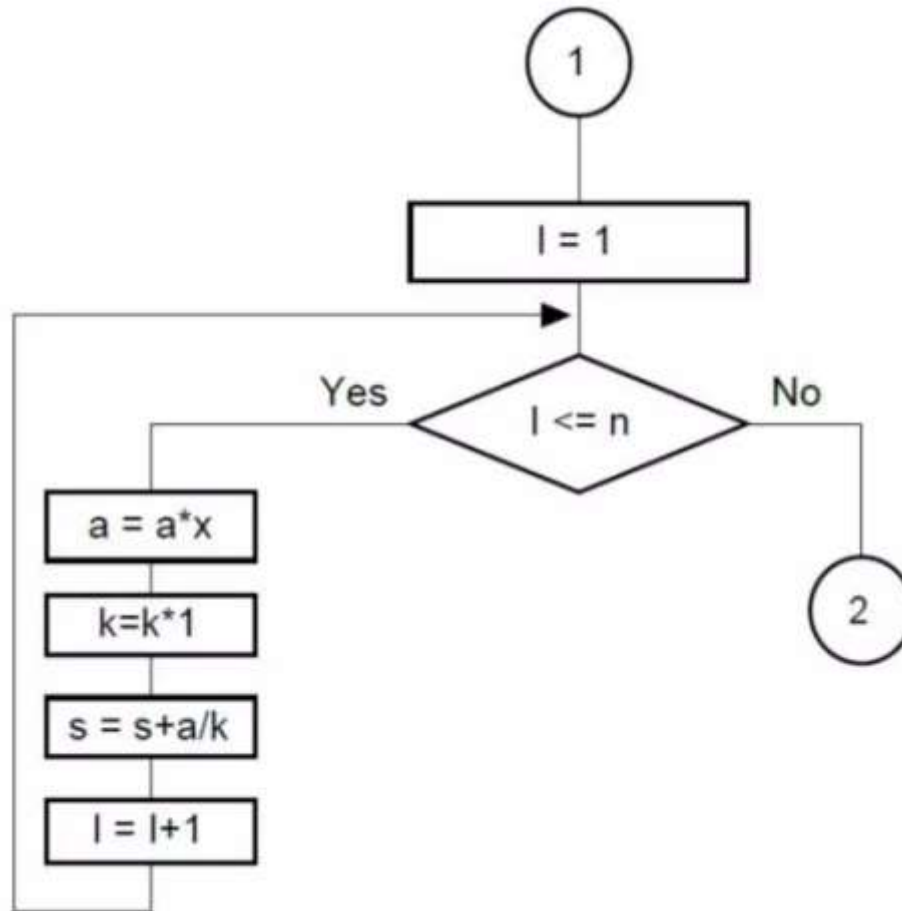 1
I = 1
Yes
I <= n
No
a = a*x
k=k*1
2
s = s+a/k
I = I+1